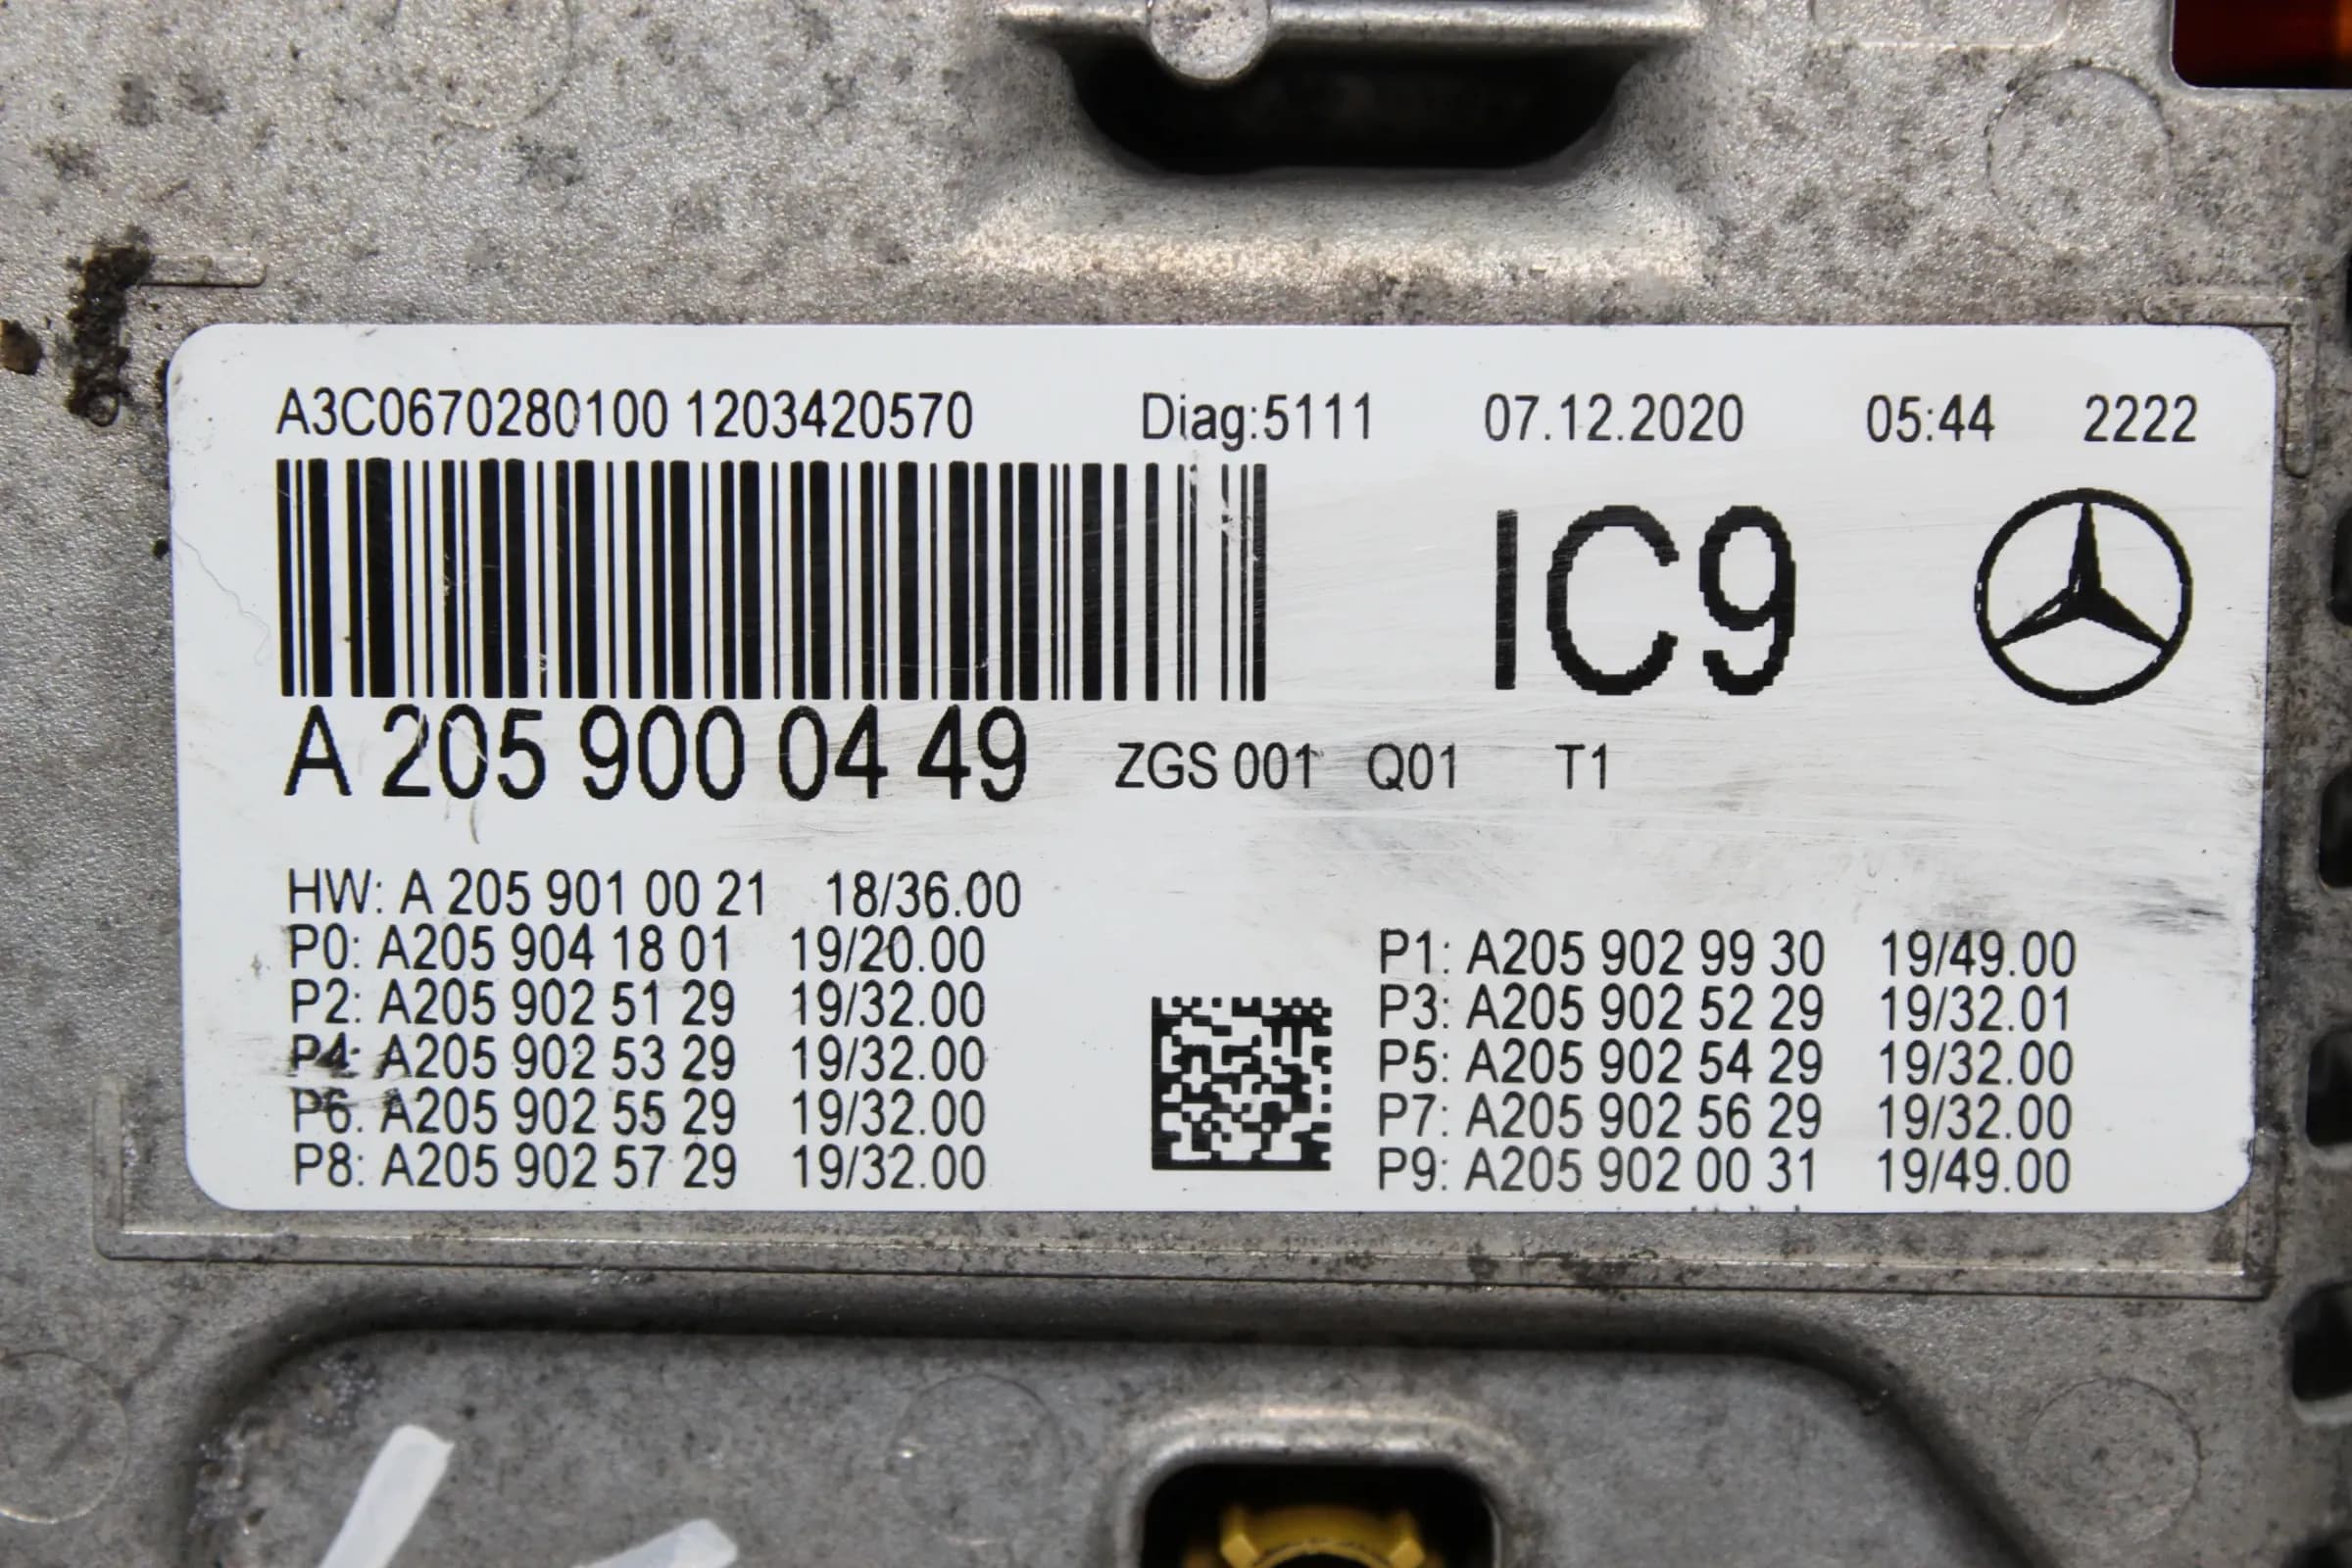 A3C0670280100 1203420570 Diag:5111 07.12.2020 05:44 2222
IC9
A 205 900 04 49 ZGS 001 Q01 T1
HW: A 205 901 00 21 18/36.00
P0: A205 904 18 01 19/20.00
P1: A205 902 99 30 19/49.00
P2: A205 902 51 29 19/32.00
P3: A205 902 52 29 19/32.01
P4: A205 902 53 29 19/32.00
P5: A205 902 54 29 19/32.00
P6: A205 902 55 29 19/32.00
P7: A205 902 56 29 19/32.00
P8: A205 902 57 29 19/32.00
P9: A205 902 00 31 19/49.00